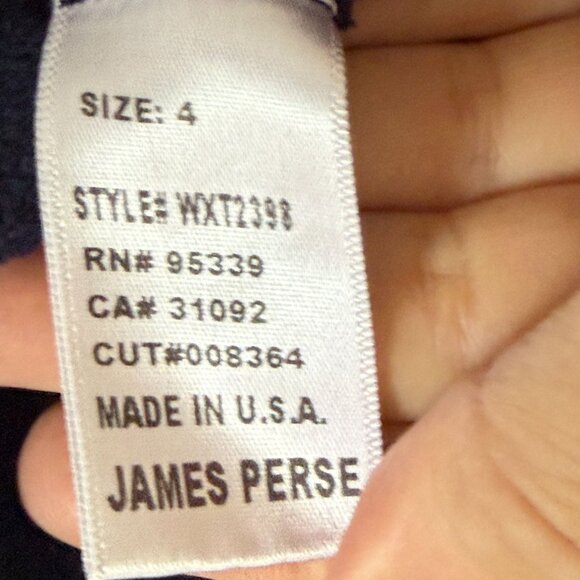 SIZE: 4
STYLE# WXT2398
RN# 95339
CA# 31092
CUT#008364
MADE IN U.S.A.
JAMES PERSE